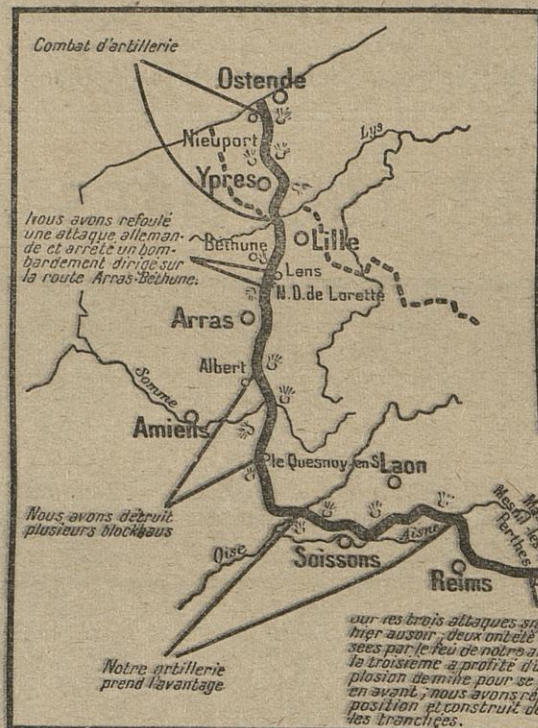 Combat d'artillerie
Ostende
Nieuport
Lys
Ypres
Nous avons refoulé
une attaque alleman-
de et arrêté un bom-
bardement dirigé sur
la route Arras-Béthune.
Béthune
Lille
Lens
N.D. de Lorette
Arras
Albert
Somme
Amiens
le Quesnoy-en-S
Laon
Nous avons détruit
plusieurs blockhaus
Oise
Soissons
Aisne
Mesnil les
Perthes
Reims
Notre artillerie
prend l'avantage
sur les trois attaques
hier au soir, deux ont été
sées par le feu de notre a
la troisième a profité d'u
plosion de mine pour se
en avant; nous avons
position et construit
les tranchées.